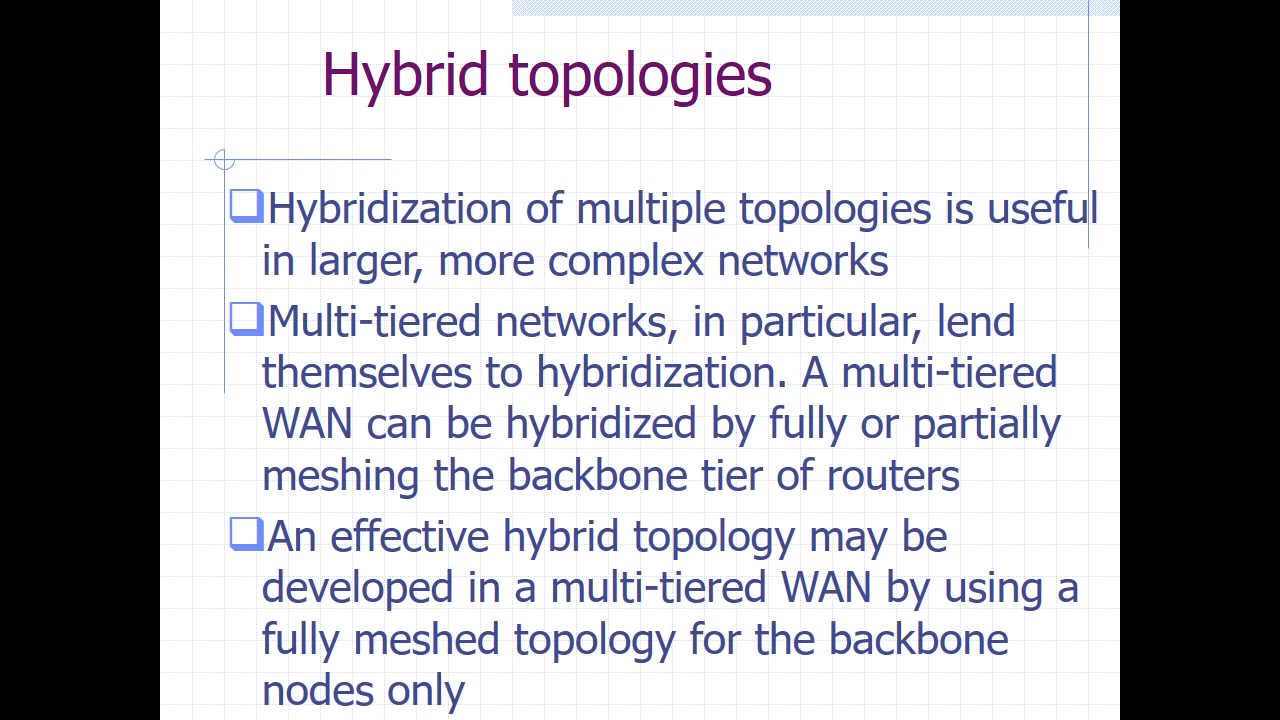 Hybrid topologies
❑Hybridization of multiple topologies is useful
in larger, more complex networks
❑Multi-tiered networks, in particular, lend
themselves to hybridization. A multi-tiered
WAN can be hybridized by fully or partially
meshing the backbone tier of routers
❑An effective hybrid topology may be
developed in a multi-tiered WAN by using a
fully meshed topology for the backbone
nodes only